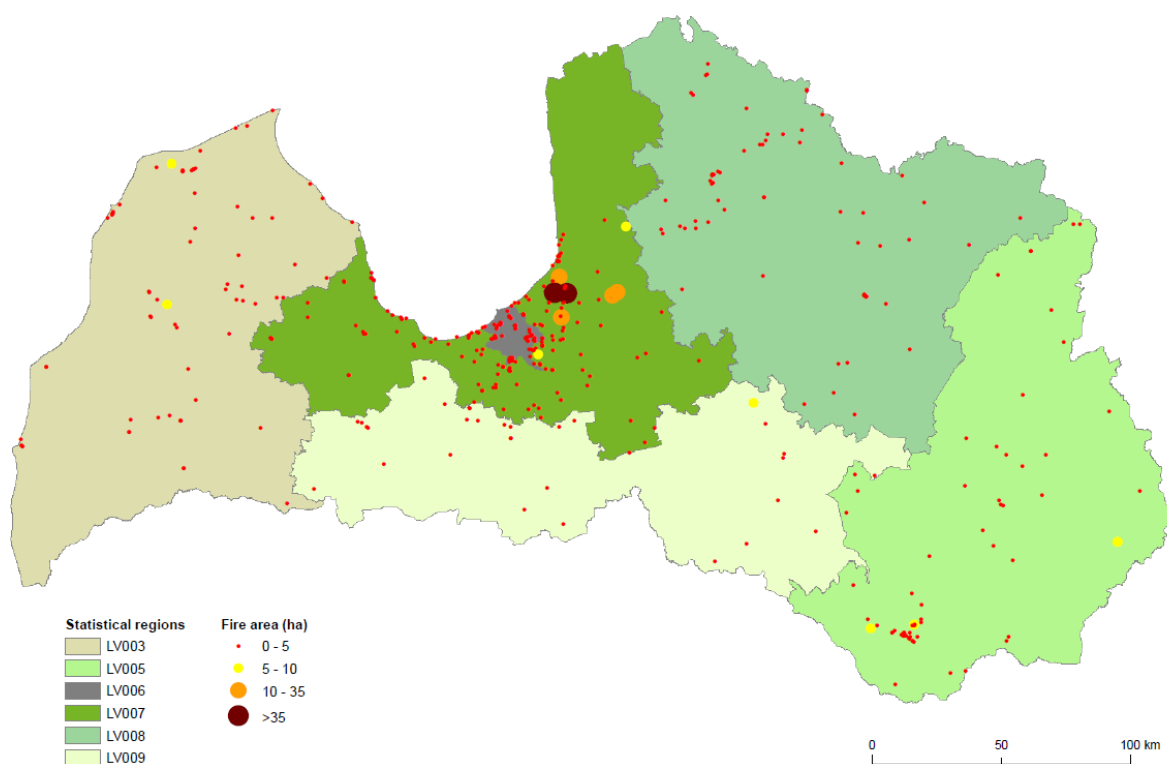 Statistical regions
LV003
LV005
LV006
LV007
LV008
LV009
Fire area (ha)
0 - 5
5 - 10
10 - 35
>35
0 50 100 km